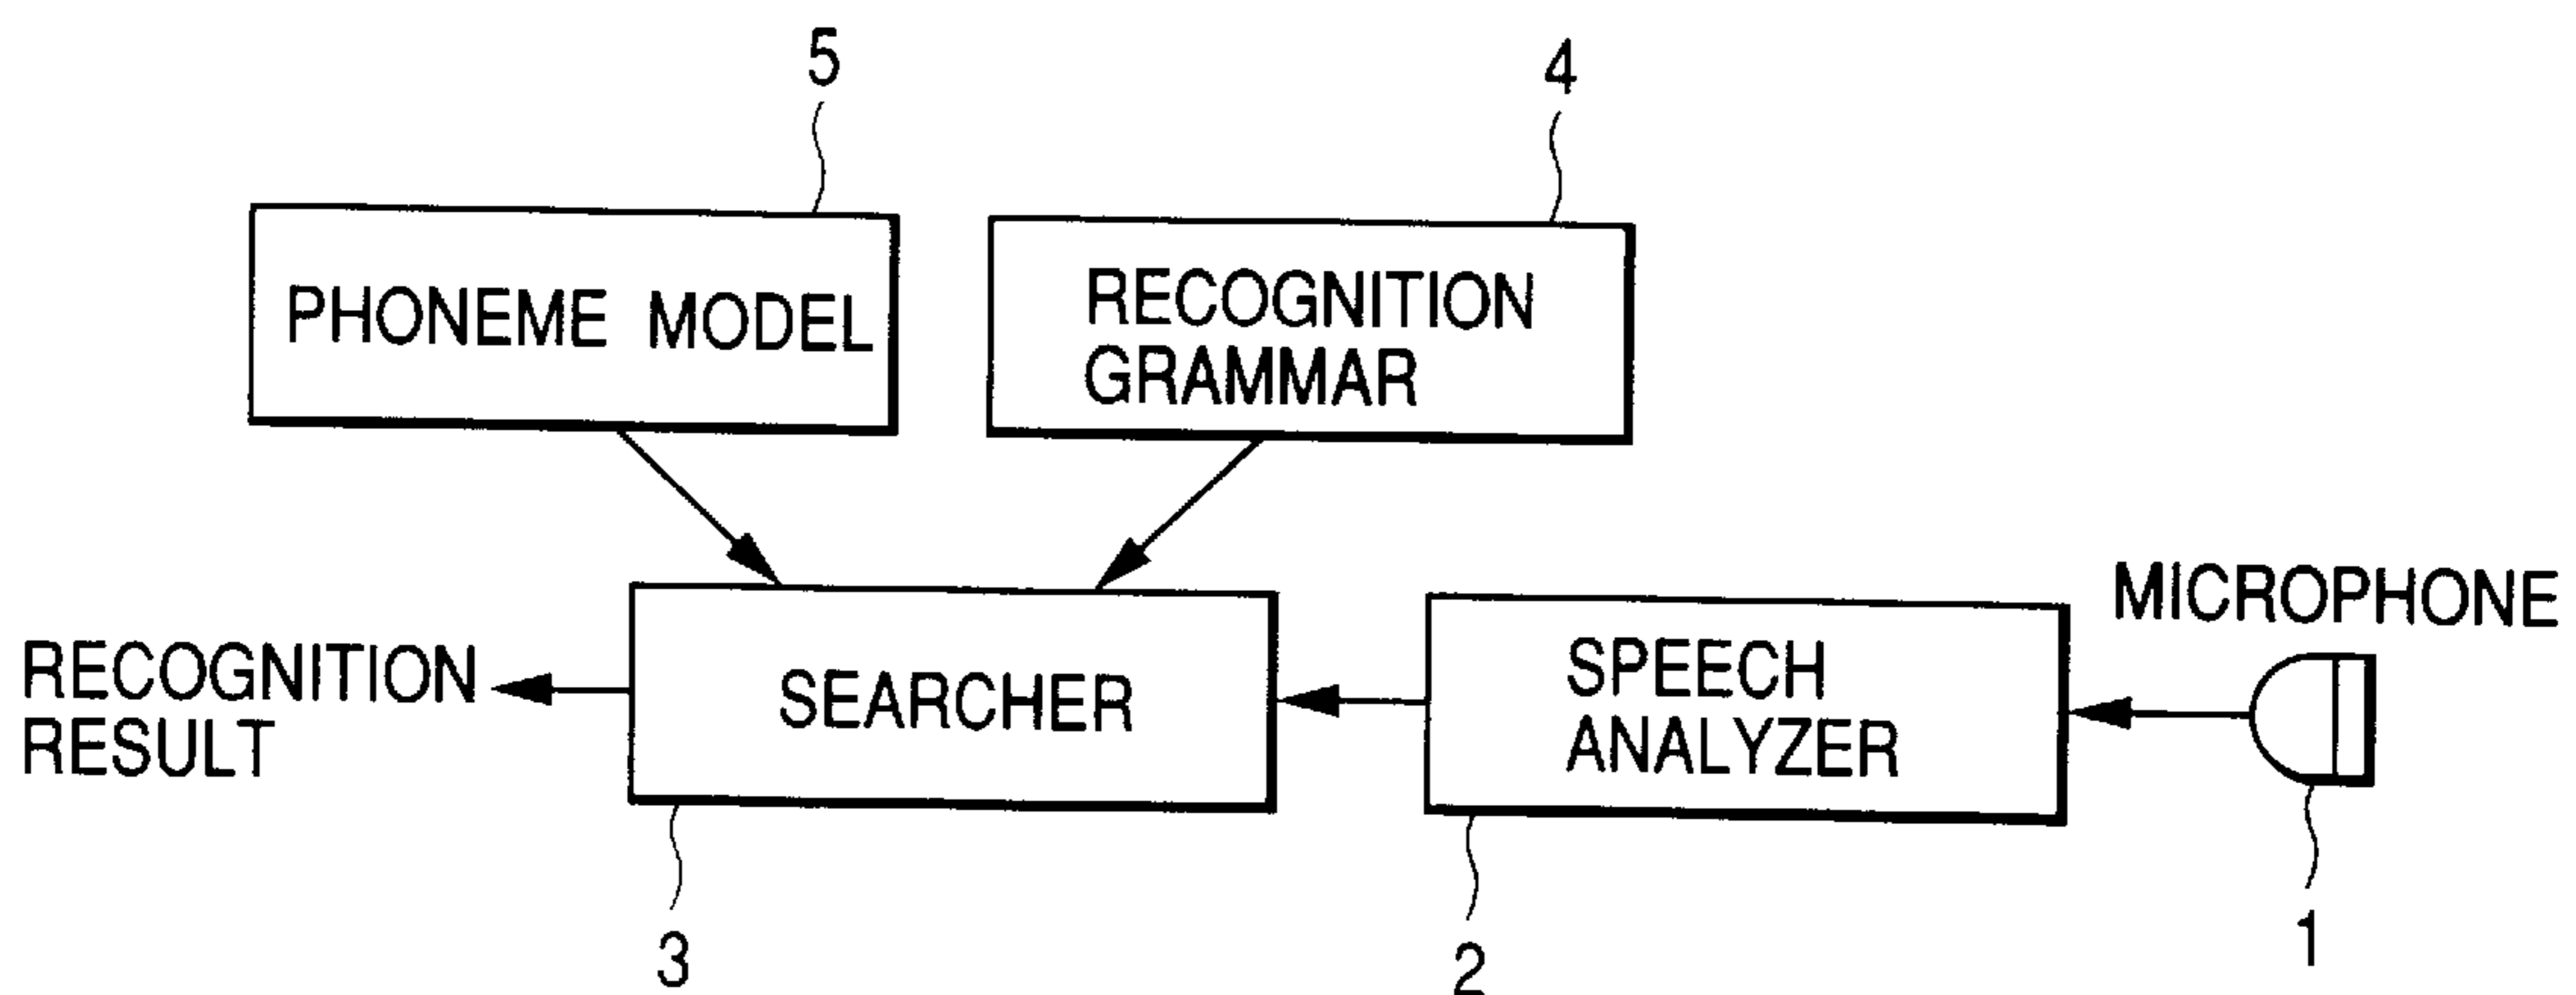 5
4
PHONEME MODEL
RECOGNITION
GRAMMAR
MICROPHONE
RECOGNITION
RESULT
SEARCHER
SPEECH
ANALYZER
3
2
1